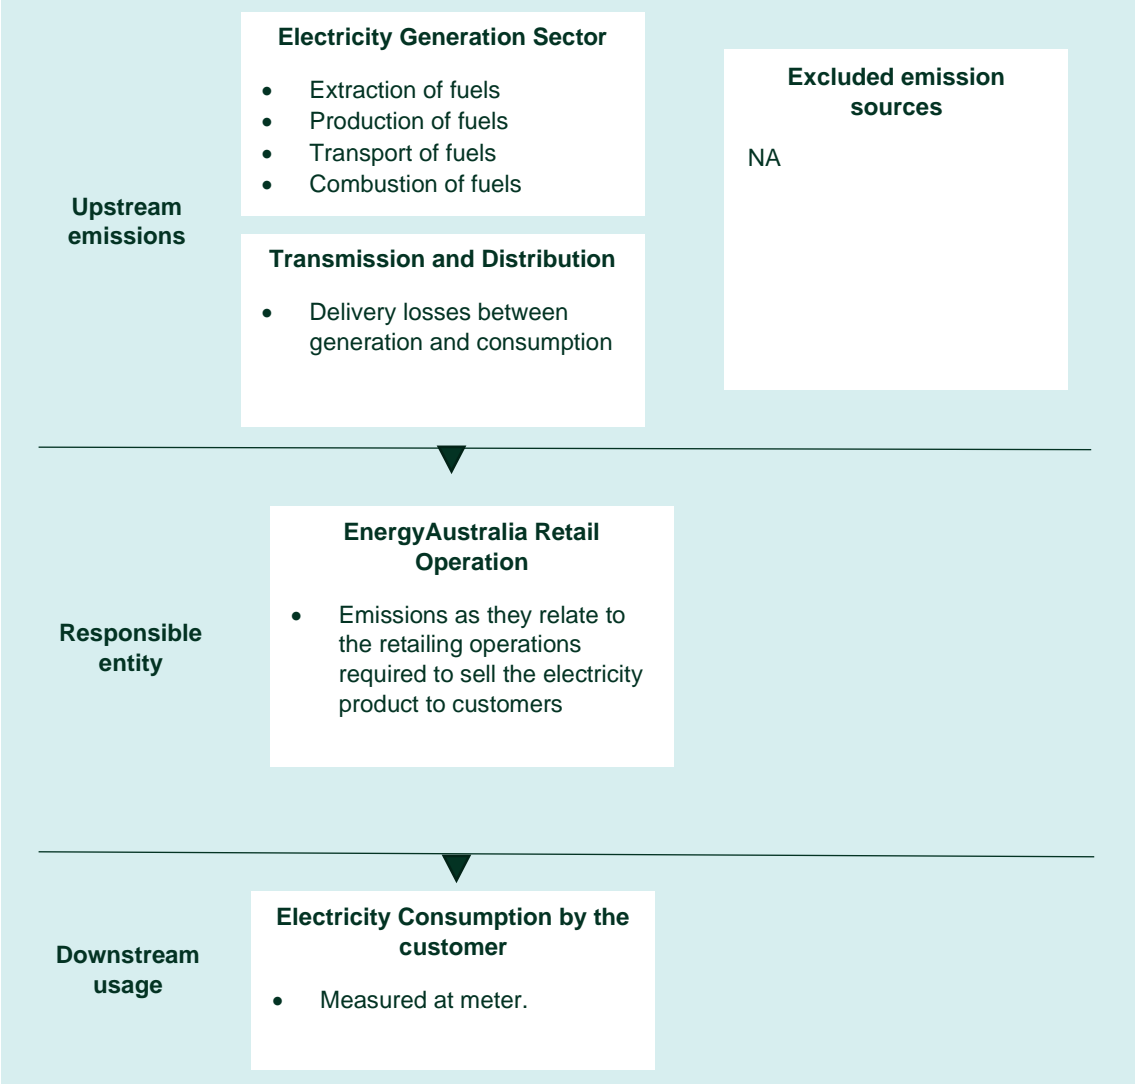 Electricity Generation Sector
• Extraction of fuels
• Production of fuels
• Transport of fuels
• Combustion of fuels
Excluded emission
sources
NA
Upstream
emissions
Transmission and Distribution
• Delivery losses between
generation and consumption
EnergyAustralia Retail
Operation
• Emissions as they relate to
the retailing operations
required to sell the electricity
product to customers
Responsible
entity
Electricity Consumption by the
customer
• Measured at meter.
Downstream
usage